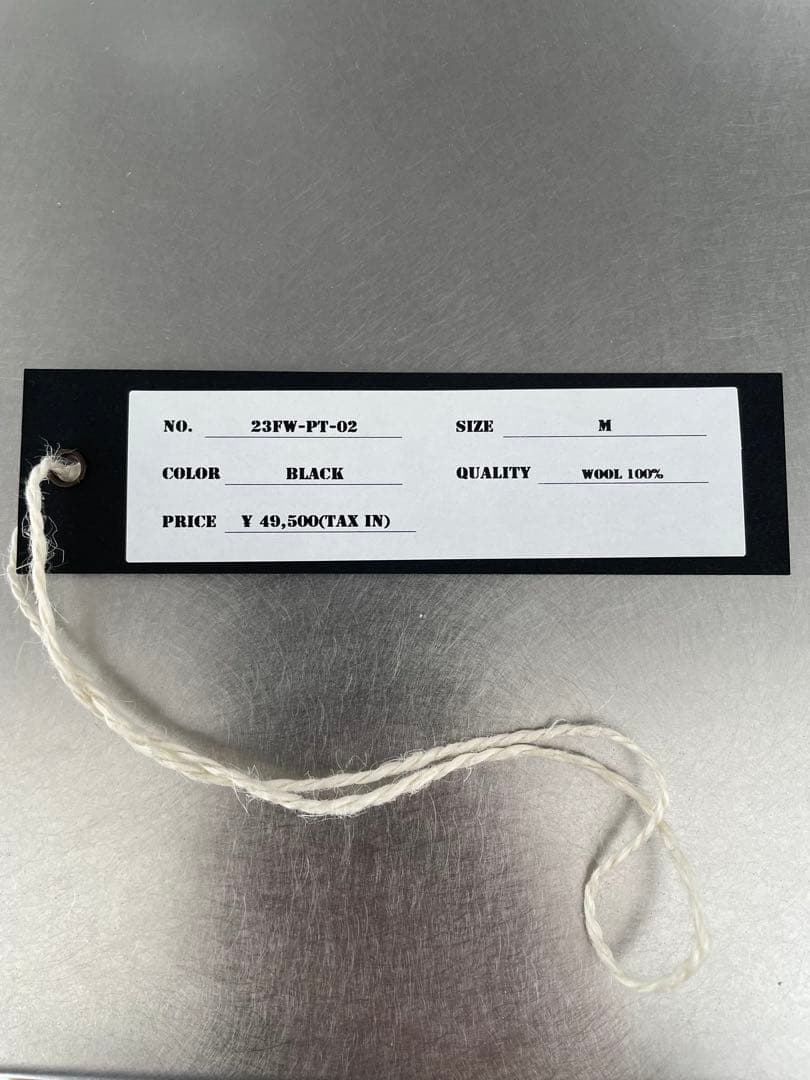 NO. 23FW-PT-02 SIZE M
COLOR BLACK QUALITY WOOL 100%
PRICE ¥ 49,500(TAX IN)